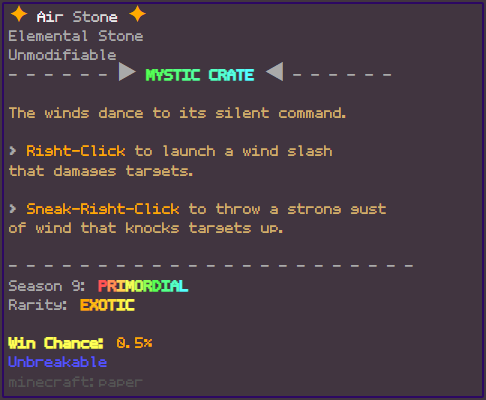 ✦ Air Stone ✦
Elemental Stone
Unmodifiable
- - - - - - ▶ MYSTIC CRATE ◀ - - - - - -
The winds dance to its silent command.
› Right-Click to launch a wind slash
that damages targets.
› Sneak-Right-Click to throw a strong gust
of wind that knocks targets up.
- - - - - - - - - - - - - - - - - - - - - - - -
Season 9: PRIMORDIAL
Rarity: EXOTIC
Win Chance: 0.5%
Unbreakable
minecraft:paper